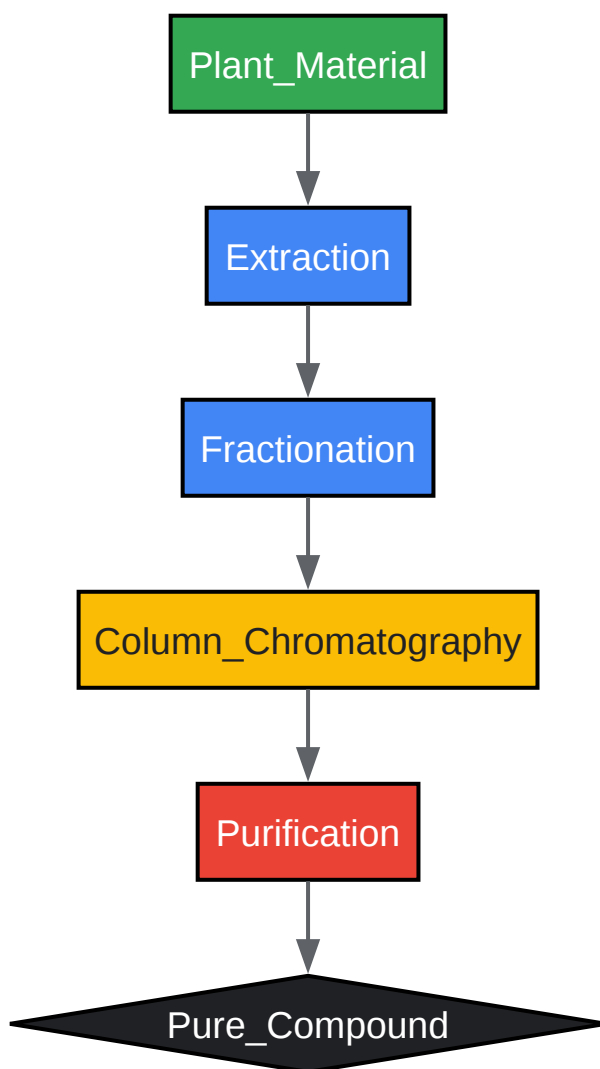 Plant_Material
Extraction
Fractionation
Column_Chromatography
Purification
Pure_Compound